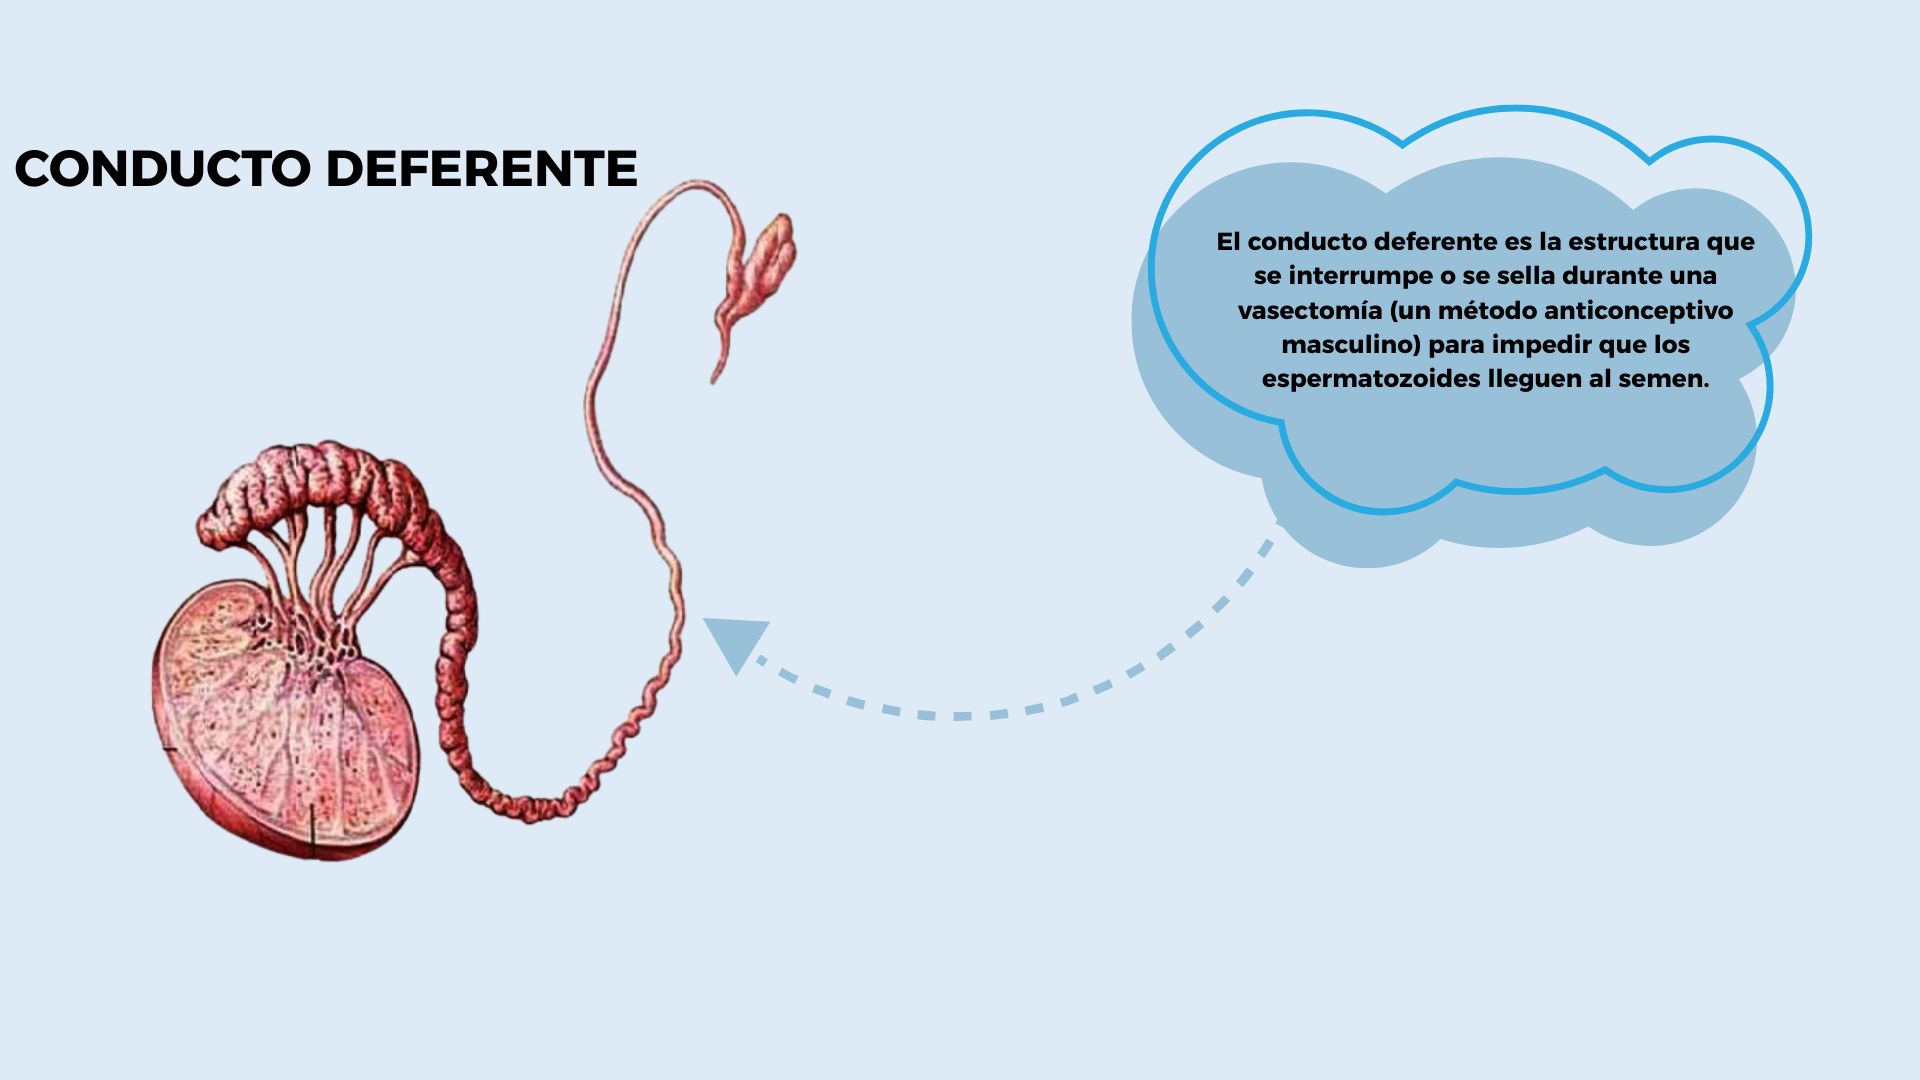 CONDUCTO DEFERENTE
El conducto deferente es la estructura que
se interrumpe o se sella durante una
vasectomía (un método anticonceptivo
masculino) para impedir que los
espermatozoides lleguen al semen.